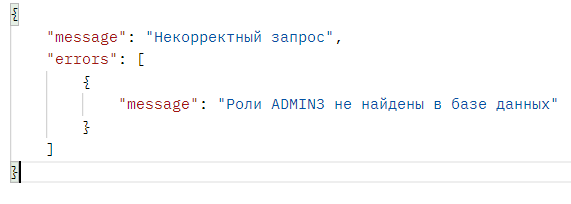 {
"message": "Некорректный запрос",
"errors": [
{
"message": "Роли ADMIN3 не найдены в базе данных"
}
]
}